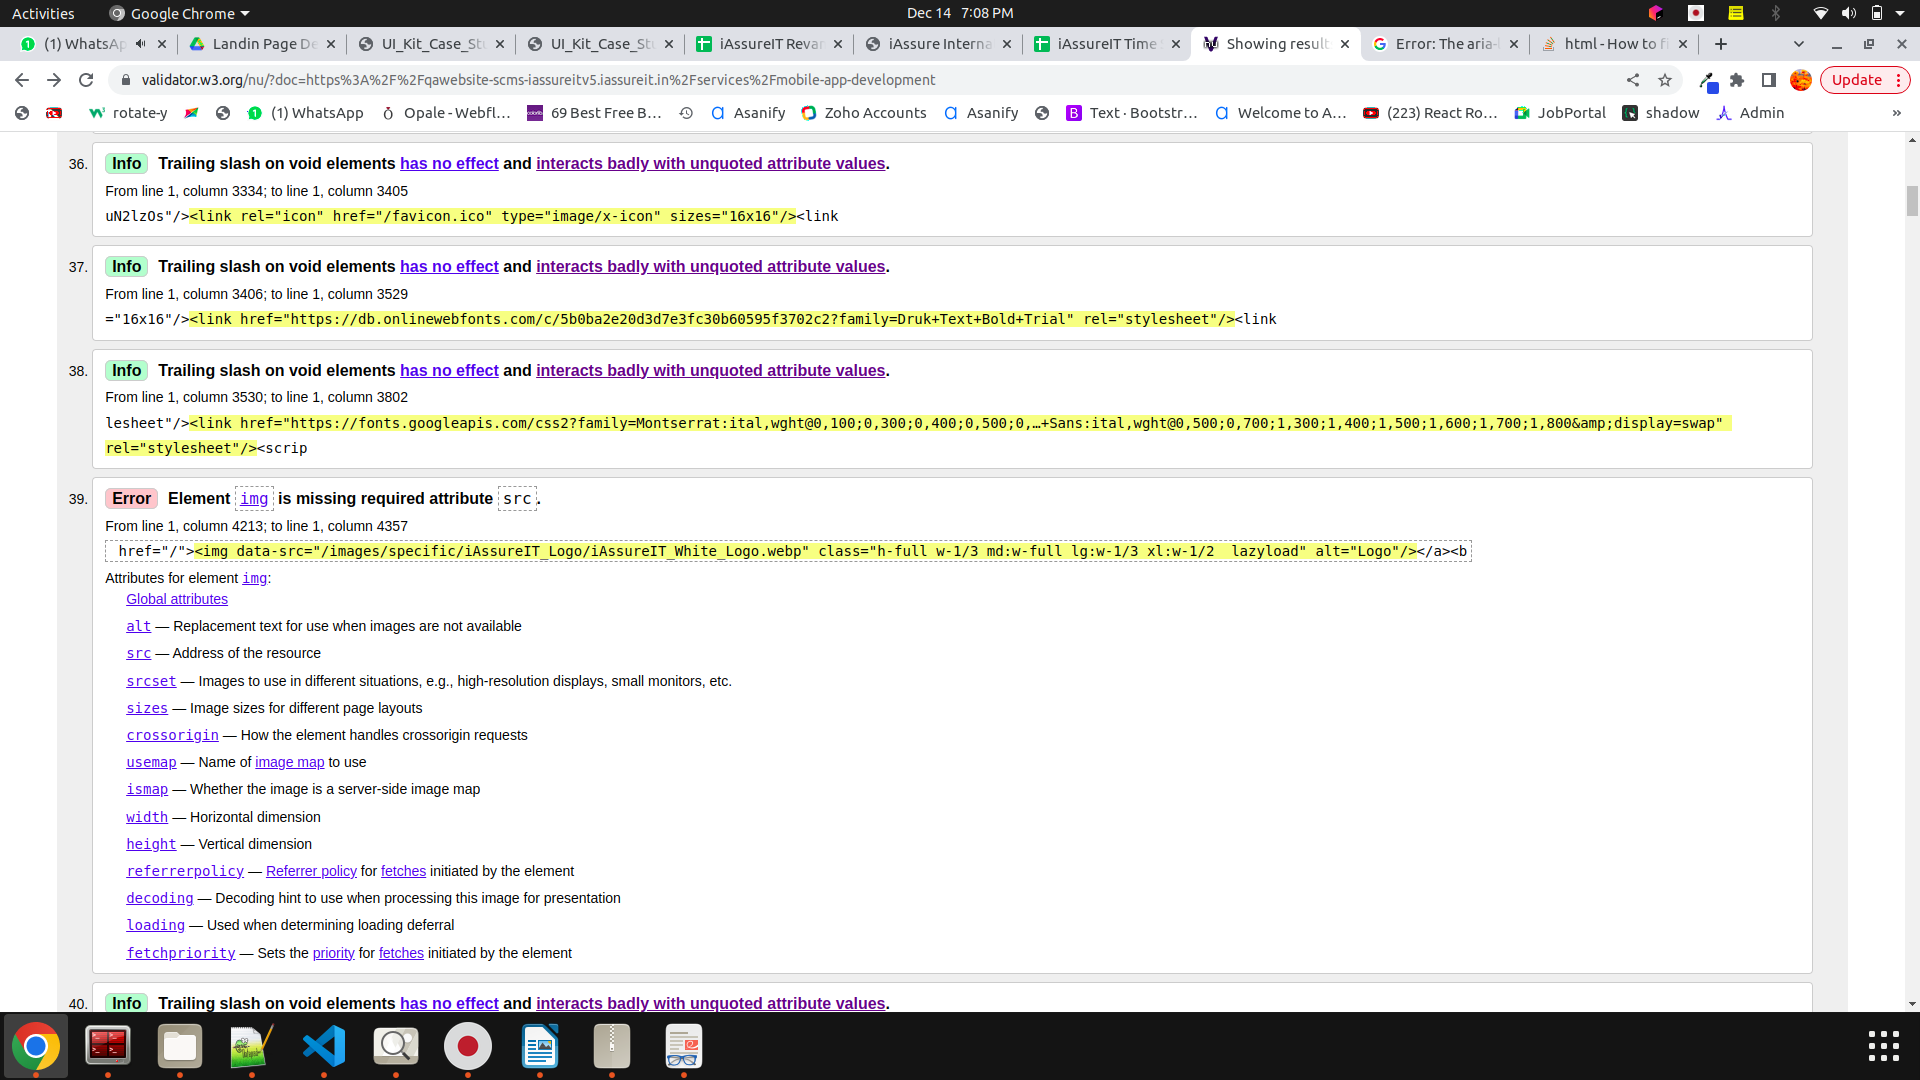 Activities
Google Chrome
Dec 14 7:08 PM
(1) WhatsAp
Landin Page De
UI_Kit_Case_Stu
UI_Kit_Case_Stu
iAssureIT Revar
iAssure Interna
iAssureIT Time
Showing result
Error: The aria-l
html - How to fi
validator.w3.org/nu/?doc=https%3A%2F%2Fqawebsite-scms-iassureitv5.iassureit.in%2Fservices%2Fmobile-app-development
Update
rotate-y
(1) WhatsApp
Opale - Webfl…
69 Best Free B…
Asanify
Zoho Accounts
Asanify
Text · Bootstr…
Welcome to A…
(223) React Ro…
JobPortal
shadow
Admin
»
36. Info Trailing slash on void elements has no effect and interacts badly with unquoted attribute values.
From line 1, column 3334; to line 1, column 3405
uN2lzOs"/><link rel="icon" href="/favicon.ico" type="image/x-icon" sizes="16x16"/><link
37. Info Trailing slash on void elements has no effect and interacts badly with unquoted attribute values.
From line 1, column 3406; to line 1, column 3529
="16x16"/><link href="https://db.onlinewebfonts.com/c/5b0ba2e20d3d7e3fc30b60595f3702c2?family=Druk+Text+Bold+Trial" rel="stylesheet"/><link
38. Info Trailing slash on void elements has no effect and interacts badly with unquoted attribute values.
From line 1, column 3530; to line 1, column 3802
lesheet"/><link href="https://fonts.googleapis.com/css2?family=Montserrat:ital,wght@0,100;0,300;0,400;0,500;0,…+Sans:ital,wght@0,500;0,700;1,300;1,400;1,500;1,600;1,700;1,800&amp;display=swap"
rel="stylesheet"/><scrip
39. Error Element img is missing required attribute src.
From line 1, column 4213; to line 1, column 4357
href="/"><img data-src="/images/specific/iAssureIT_Logo/iAssureIT_White_Logo.webp" class="h-full w-1/3 md:w-full lg:w-1/3 xl:w-1/2  lazyload" alt="Logo"/></a><b
Attributes for element img:
Global attributes
alt — Replacement text for use when images are not available
src — Address of the resource
srcset — Images to use in different situations, e.g., high-resolution displays, small monitors, etc.
sizes — Image sizes for different page layouts
crossorigin — How the element handles crossorigin requests
usemap — Name of image map to use
ismap — Whether the image is a server-side image map
width — Horizontal dimension
height — Vertical dimension
referrerpolicy — Referrer policy for fetches initiated by the element
decoding — Decoding hint to use when processing this image for presentation
loading — Used when determining loading deferral
fetchpriority — Sets the priority for fetches initiated by the element
40. Info Trailing slash on void elements has no effect and interacts badly with unquoted attribute values.